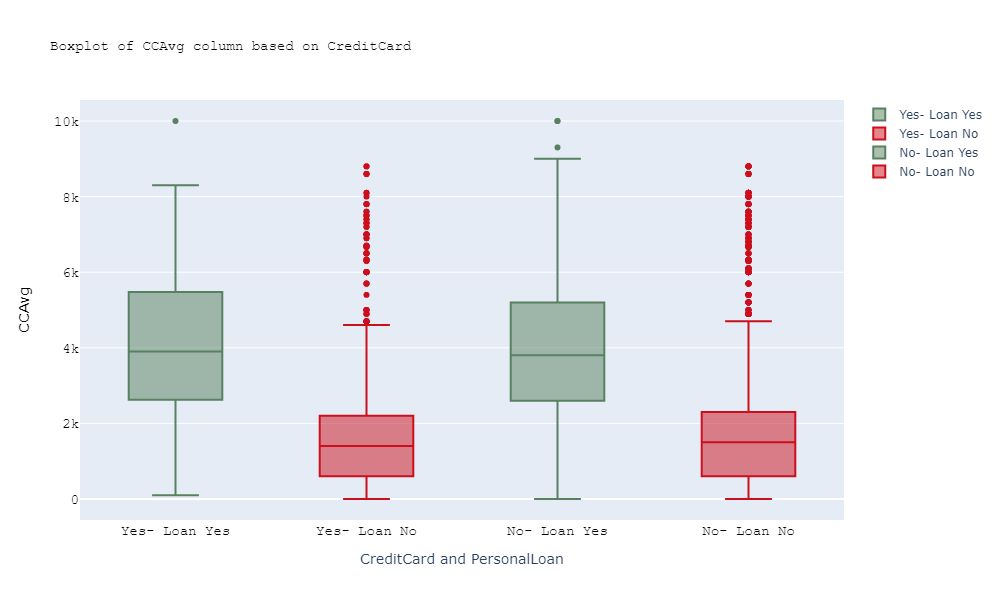 Boxplot of CCAvg column based on CreditCard
10k
8k
6k
4k
2k
0
CCAvg
Yes- Loan Yes
Yes- Loan No
No- Loan Yes
No- Loan No
CreditCard and PersonalLoan
Yes- Loan Yes
Yes- Loan No
No- Loan Yes
No- Loan No